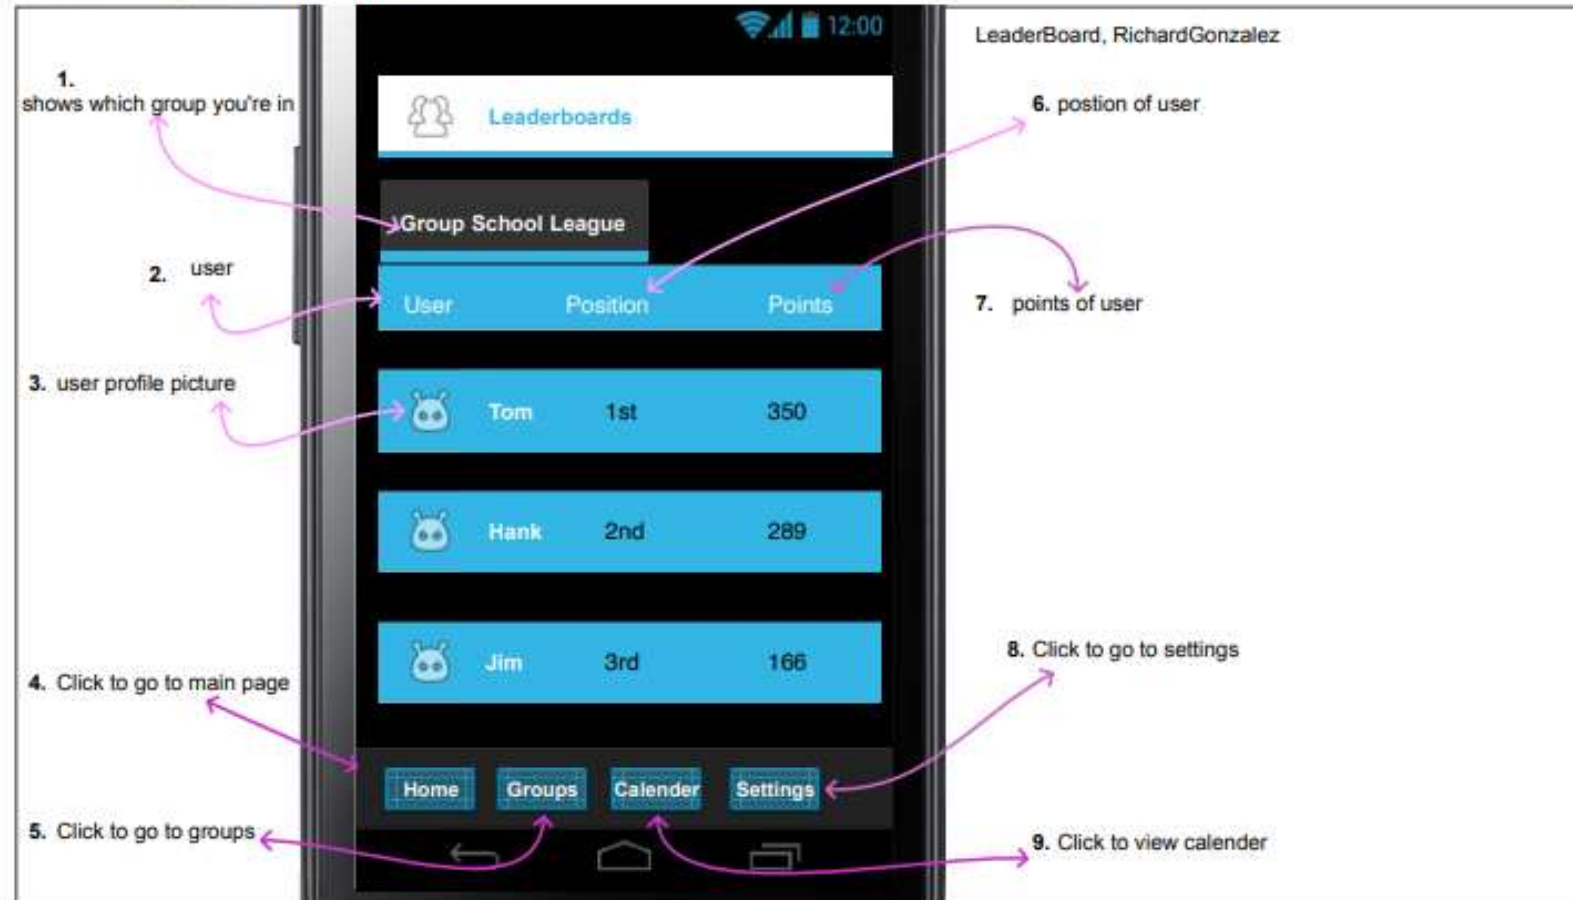 12:00
LeaderBoard, RichardGonzalez
1.
shows which group you're in
Leaderboards
6. postion of user
Group School League
2. user
User Position Points
7. points of user
3. user profile picture
Tom 1st 350
Hank 2nd 289
Jim 3rd 166
8. Click to go to settings
4. Click to go to main page
Home Groups Calender Settings
5. Click to go to groups
9. Click to view calender